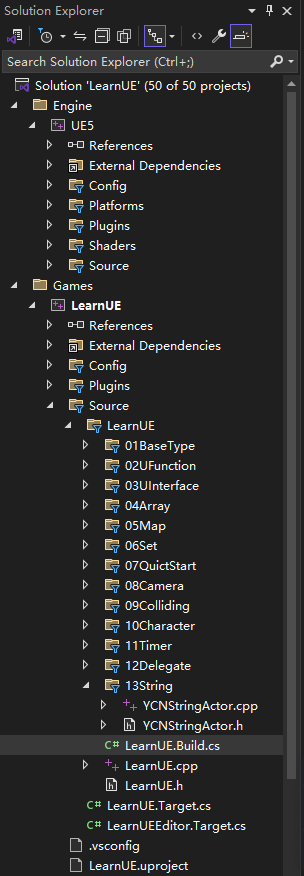 Solution Explorer
Search Solution Explorer (Ctrl+;)
Solution 'LearnUE' (50 of 50 projects)
Engine
UE5
References
External Dependencies
Config
Platforms
Plugins
Shaders
Source
Games
LearnUE
References
External Dependencies
Config
Plugins
Source
LearnUE
01BaseType
02UFunction
03UInterface
04Array
05Map
06Set
07QuictStart
08Camera
09Colliding
10Character
11Timer
12Delegate
13String
YCNStringActor.cpp
YCNStringActor.h
C# LearnUE.Build.cs
LearnUE.cpp
LearnUE.h
C# LearnUE.Target.cs
C# LearnUEEditor.Target.cs
.vsconfig
LearnUE.uproject